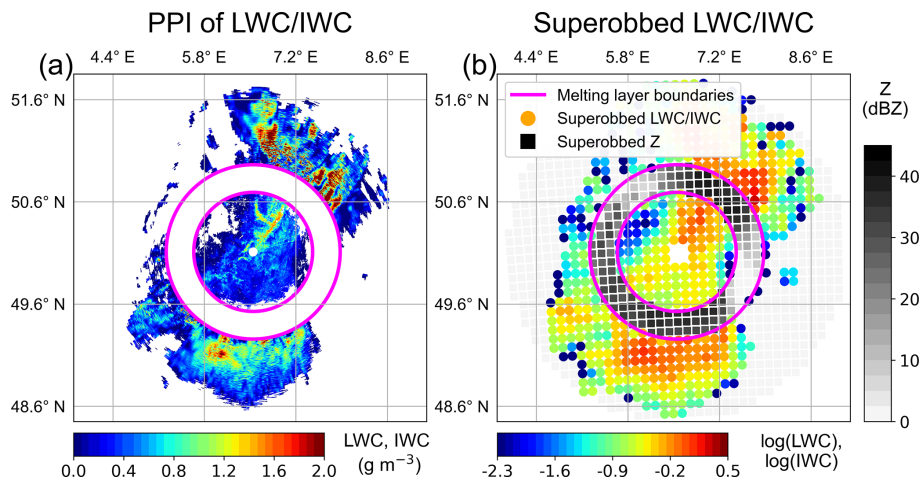 PPI of LWC/IWC
Superobbed LWC/IWC
(a)
4.4° E 5.8° E 7.2° E 8.6° E
51.6° N
50.6° N
49.6° N
48.6° N
0.0 0.4 0.8 1.2 1.6 2.0
LWC, IWC
(g m⁻³)
(b)
4.4° E 5.8° E 7.2° E 8.6° E
51.6° N
50.6° N
49.6° N
48.6° N
Melting layer boundaries
Superobbed LWC/IWC
Superobbed Z
-2.3 -1.6 -0.9 -0.2 0.5
log(LWC),
log(IWC)
Z
(dBZ)
40
30
20
10
0